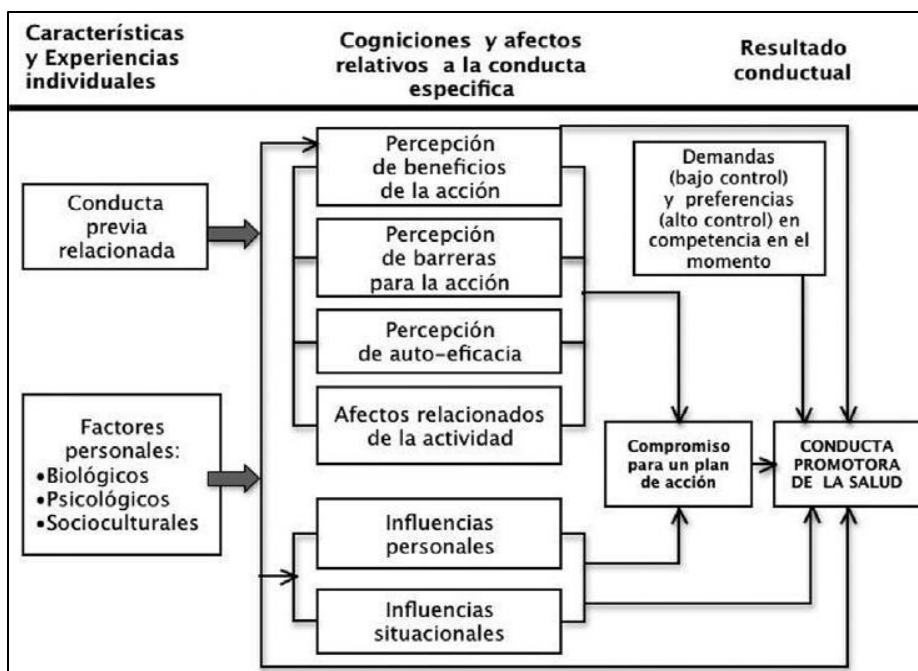 Características
y Experiencias
individuales
Cogniciones y afectos
relativos a la conducta
especifica
Resultado
conductual
Conducta
previa
relacionada
Factores
personales:
•Biológicos
•Psicológicos
•Socioculturales
Percepción
de beneficios
de la acción
Percepción
de barreras
para la acción
Percepción
de auto-eficacia
Afectos relacionados
de la actividad
Influencias
personales
Influencias
situacionales
Demandas
(bajo control)
y preferencias
(alto control) en
competencia en el
momento
Compromiso
para un plan
de acción
CONDUCTA
PROMOTORA
DE LA SALUD